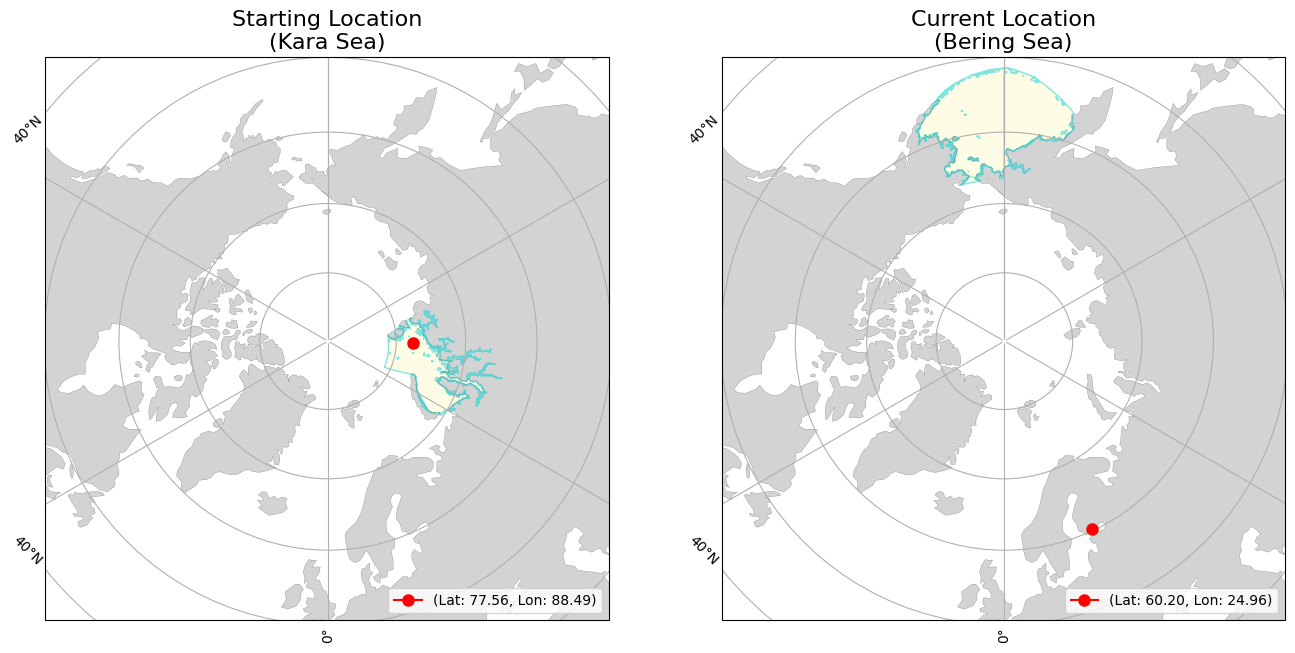 Starting Location
(Kara Sea)
40°N
40°N
0°
(Lat: 77.56, Lon: 88.49)
Current Location
(Bering Sea)
40°N
40°N
0°
(Lat: 60.20, Lon: 24.96)